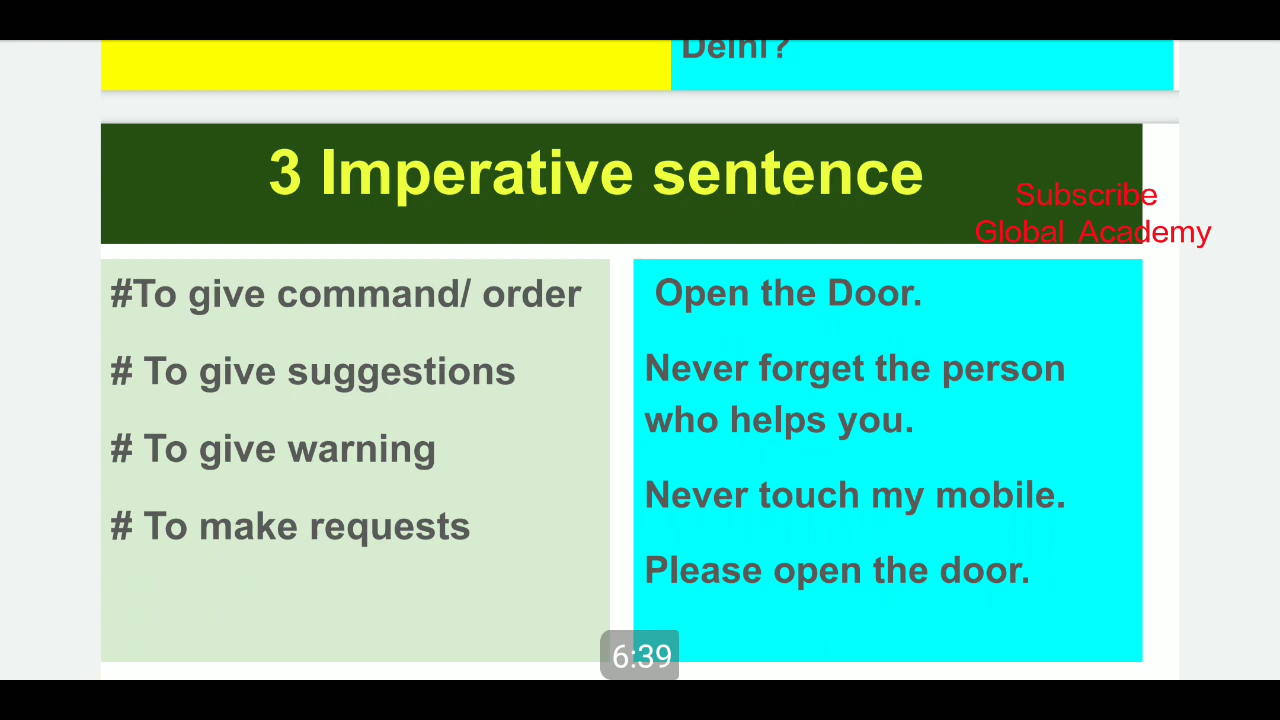 Delhi?
3 Imperative sentence
Subscribe
Global Academy
#To give command/ order
# To give suggestions
# To give warning
# To make requests
Open the Door.
Never forget the person
who helps you.
Never touch my mobile.
Please open the door.
6:39